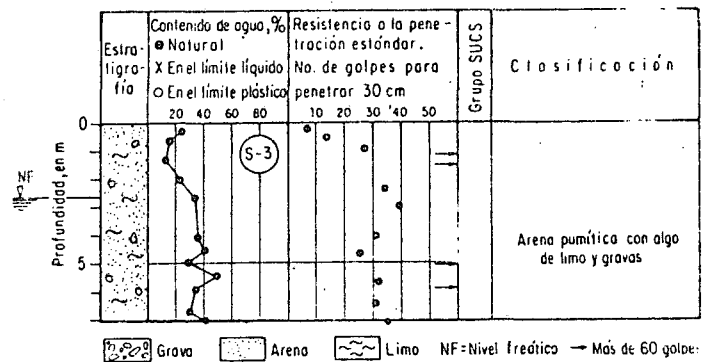 Estra-
tigra-
fía
Contenido de agua, %
● Natural
X En el límite líquido
o En el límite plástico
20 40 60 80
Resistencia a la pene-
tración estándar.
No. de golpes para
penetrar 30 cm
10 20 30 40 50
Grupo SUCS
Clasificación
0
5
Profundidad, en m
NF
S-3
Arena pumítica con algo
de limo y gravas
Grava
Arena
Limo
NF=Nivel freático
→ Más de 60 golpe